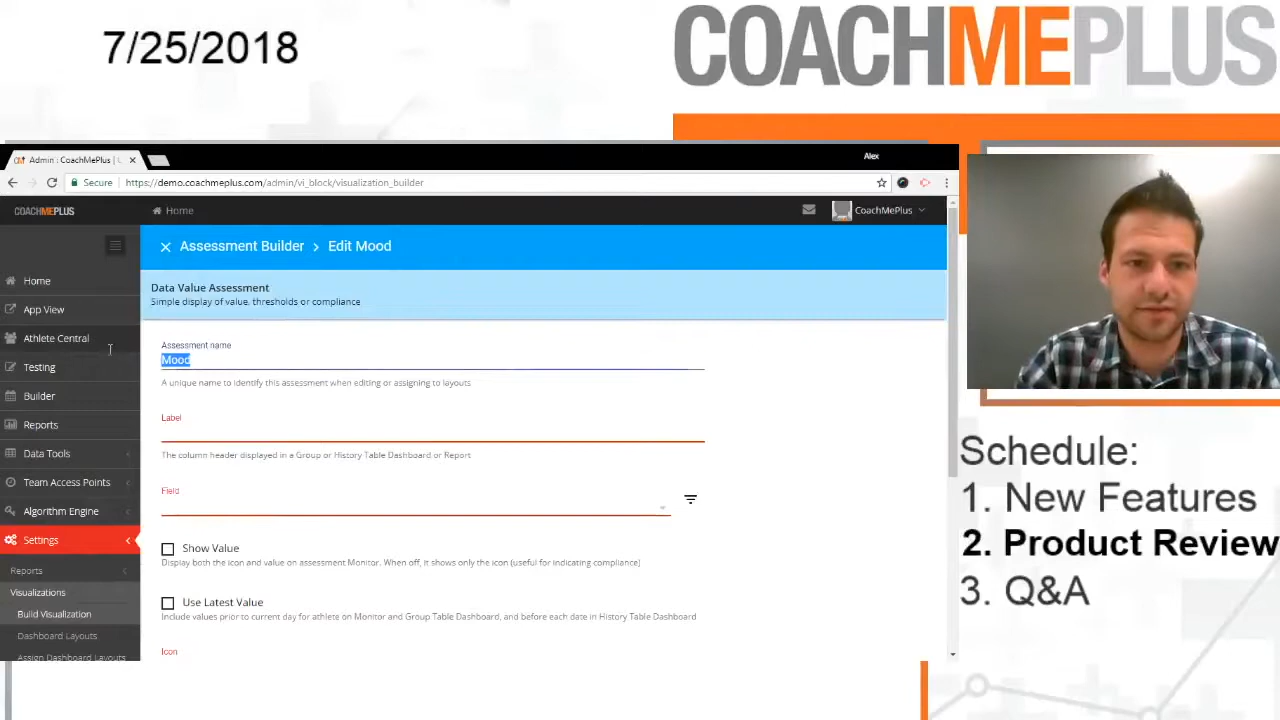 7/25/2018
COACHMEPLUS
Admin : CoachMePlus |
Alex
Secure
https://demo.coachmeplus.com/admin/vi_block/visualization_builder
COACHMEPLUS
Home
CoachMePlus
Assessment Builder > Edit Mood
Data Value Assessment
Simple display of value, thresholds or compliance
Home
App View
Athlete Central
Testing
Builder
Reports
Data Tools
Team Access Points
Algorithm Engine
Settings
Reports
Visualizations
Build Visualization
Dashboard Layouts
Assign Dashboard Layouts
Assessment name
Mood
A unique name to identify this assessment when editing or assigning to layouts
Label
The column header displayed in a Group or History Table Dashboard or Report
Field
Show Value
Display both the icon and value on assessment Monitor. When off, it shows only the icon (useful for indicating compliance)
Use Latest Value
Include values prior to current day for athlete on Monitor and Group Table Dashboard, and before each date in History Table Dashboard
Icon
Schedule:
1. New Features
2. Product Review
3. Q&A